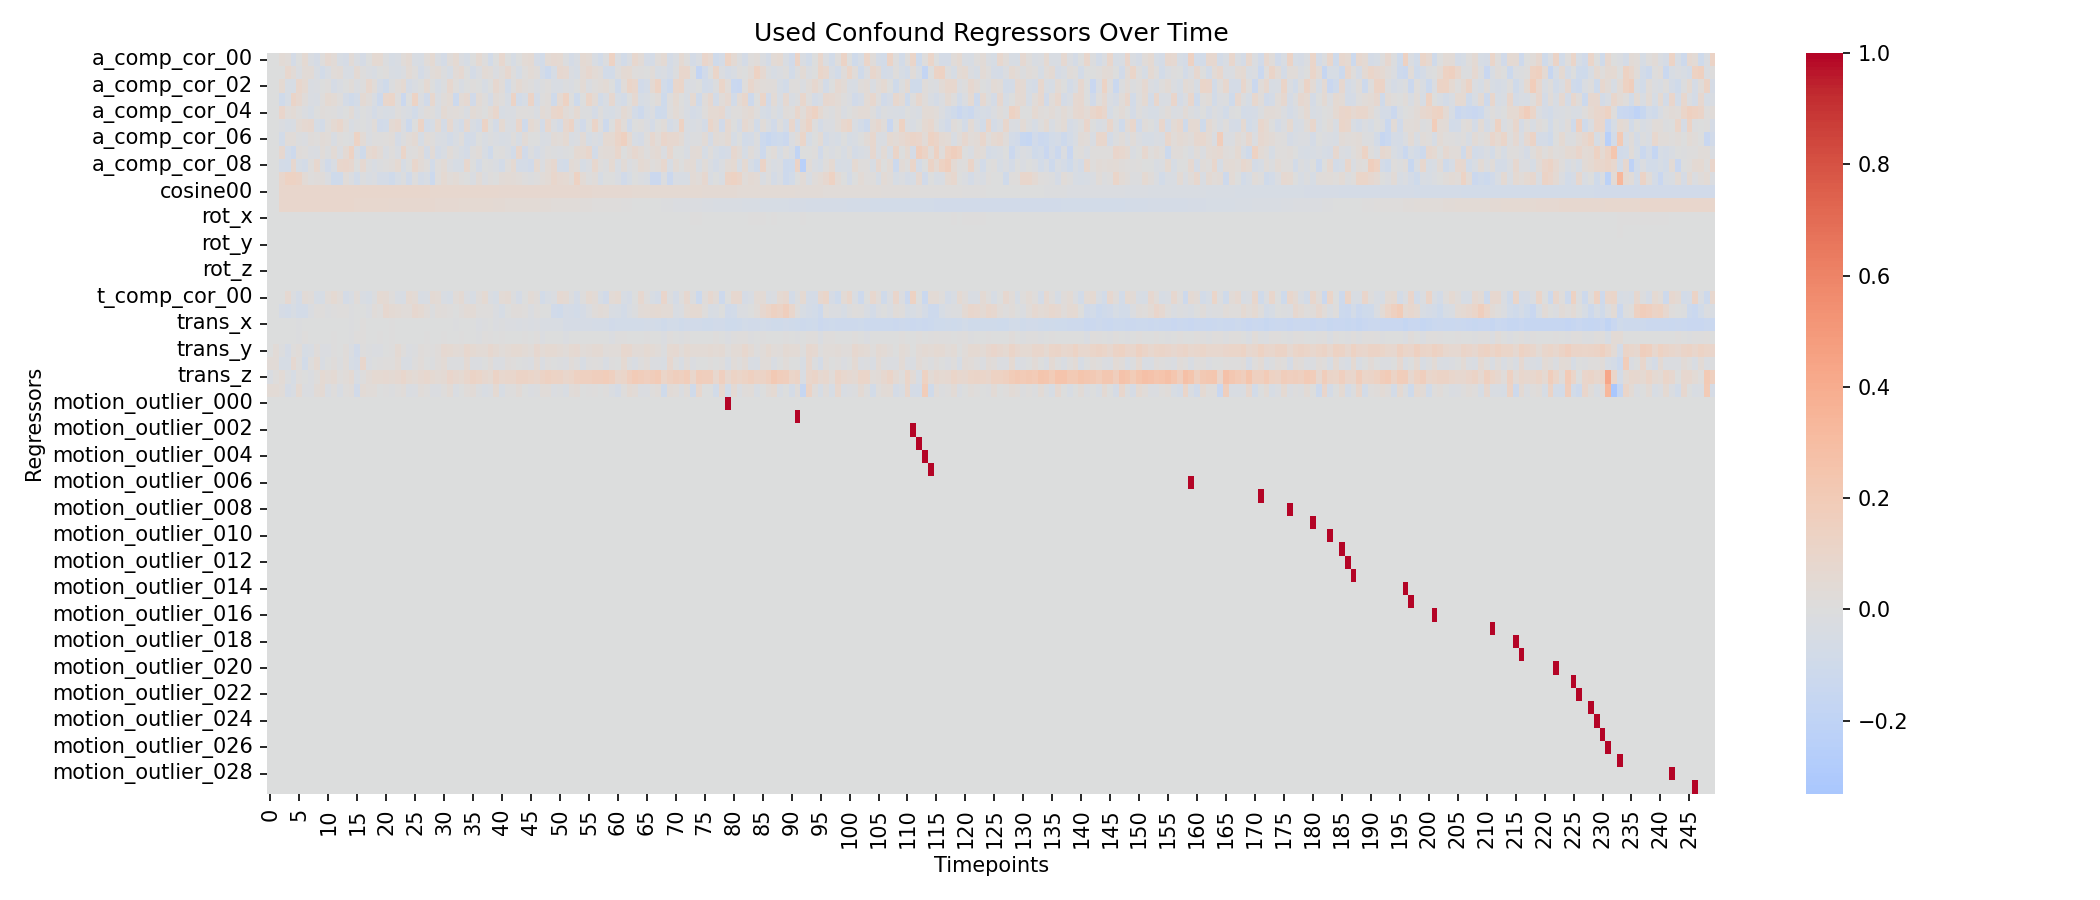 Used Confound Regressors Over Time
a_comp_cor_00
a_comp_cor_02
a_comp_cor_04
a_comp_cor_06
a_comp_cor_08
cosine00
rot_x
rot_y
rot_z
t_comp_cor_00
trans_x
trans_y
trans_z
motion_outlier_000
motion_outlier_002
motion_outlier_004
motion_outlier_006
motion_outlier_008
motion_outlier_010
motion_outlier_012
motion_outlier_014
motion_outlier_016
motion_outlier_018
motion_outlier_020
motion_outlier_022
motion_outlier_024
motion_outlier_026
motion_outlier_028
Regressors
0 5 10 15 20 25 30 35 40 45 50 55 60 65 70 75 80 85 90 95 100 105 110 115 120 125 130 135 140 145 150 155 160 165 170 175 180 185 190 195 200 205 210 215 220 225 230 235 240 245
Timepoints
1.0
0.8
0.6
0.4
0.2
0.0
−0.2